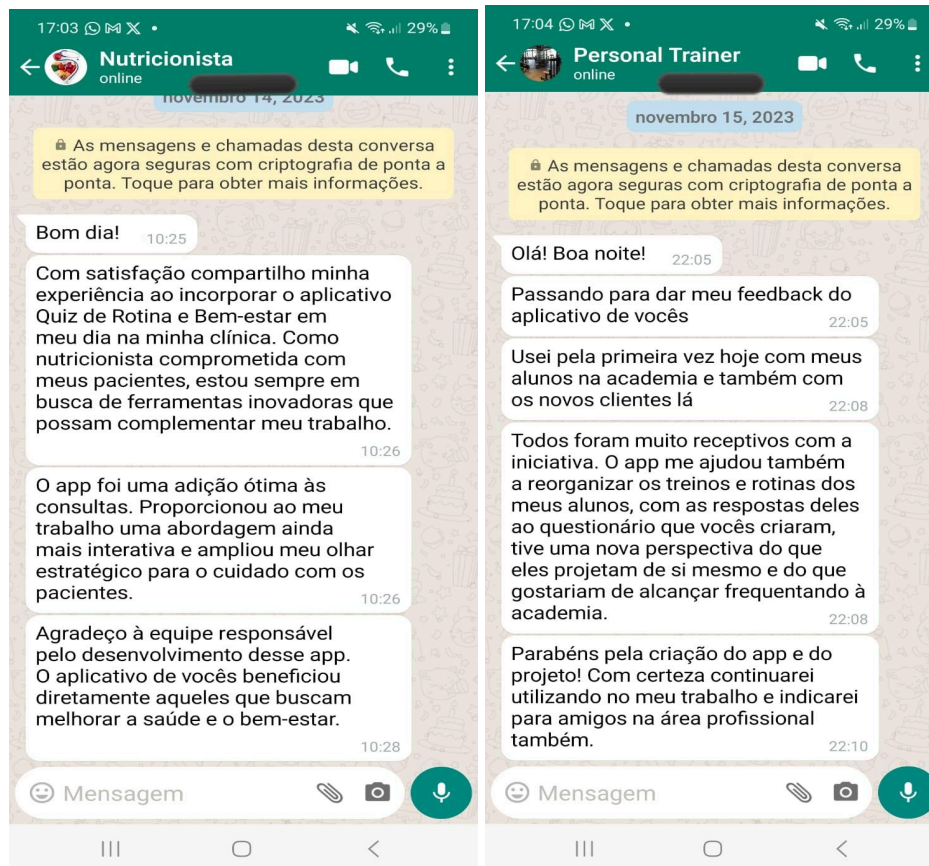 17:03
29%
Nutricionista
online
novembro 14, 2023
As mensagens e chamadas desta conversa
estão agora seguras com criptografia de ponta a
ponta. Toque para obter mais informações.
Bom dia!
10:25
Com satisfação compartilho minha
experiência ao incorporar o aplicativo
Quiz de Rotina e Bem-estar em
meu dia na minha clínica. Como
nutricionista comprometida com
meus pacientes, estou sempre em
busca de ferramentas inovadoras que
possam complementar meu trabalho.
10:26
O app foi uma adição ótima às
consultas. Proporcionou ao meu
trabalho uma abordagem ainda
mais interativa e ampliou meu olhar
estratégico para o cuidado com os
pacientes.
10:26
Agradeço à equipe responsável
pelo desenvolvimento desse app.
O aplicativo de vocês beneficiou
diretamente aqueles que buscam
melhorar a saúde e o bem-estar.
10:28
Mensagem
17:04
29%
Personal Trainer
online
novembro 15, 2023
As mensagens e chamadas desta conversa
estão agora seguras com criptografia de ponta a
ponta. Toque para obter mais informações.
Olá! Boa noite!
22:05
Passando para dar meu feedback do
aplicativo de vocês
22:05
Usei pela primeira vez hoje com meus
alunos na academia e também com
os novos clientes lá
22:08
Todos foram muito receptivos com a
iniciativa. O app me ajudou também
a reorganizar os treinos e rotinas dos
meus alunos, com as respostas deles
ao questionário que vocês criaram,
tive uma nova perspectiva do que
eles projetam de si mesmo e do que
gostariam de alcançar frequentando à
academia.
22:08
Parabéns pela criação do app e do
projeto! Com certeza continuarei
utilizando no meu trabalho e indicarei
para amigos na área profissional
também.
22:10
Mensagem